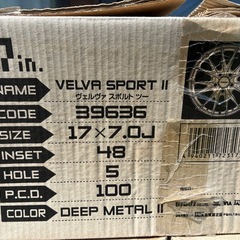 7in.
NAME VELVA SPORT II
ヴェルヴァ スポルト ツー
CODE 39636
SIZE 17×7.0J
INSET 48
HOLE 5
P.C.D. 100
COLOR DEEP METAL II